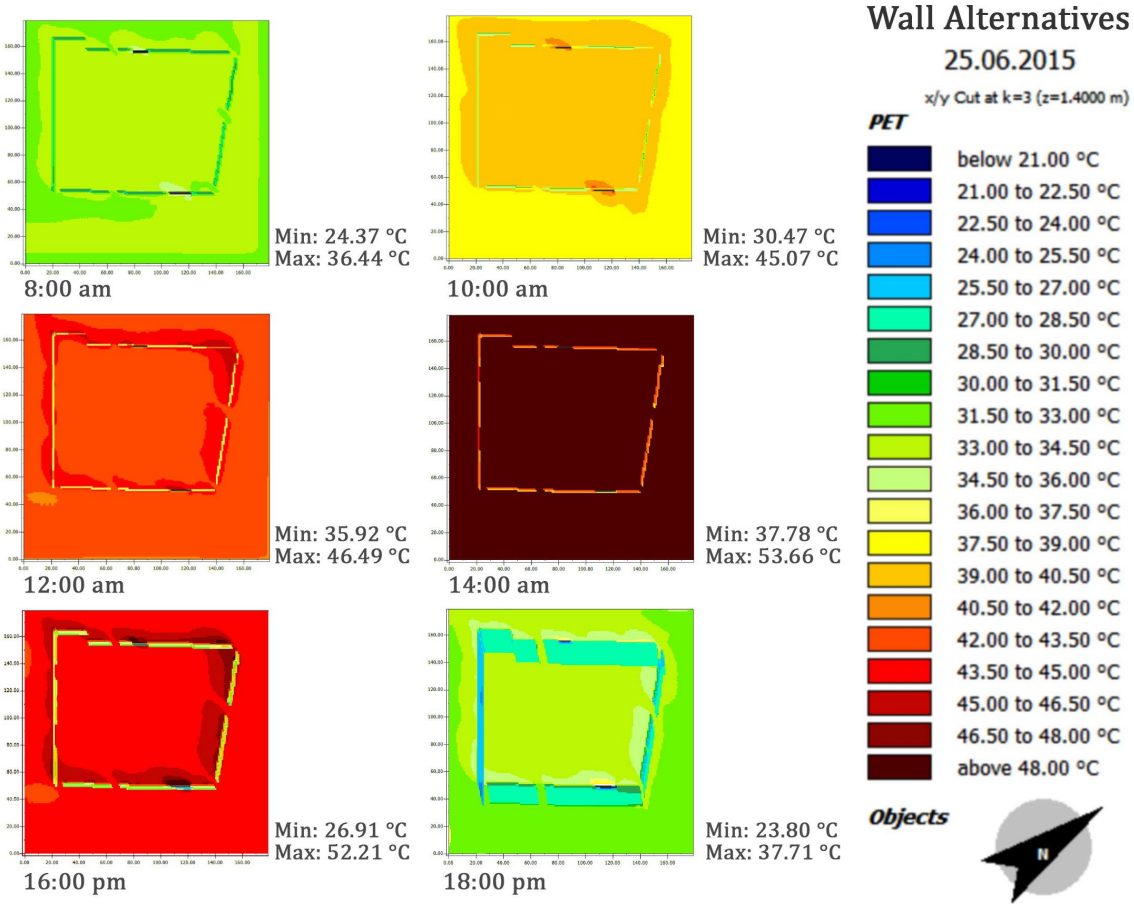 Wall Alternatives
25.06.2015
x/y Cut at k=3 (z=1.4000 m)
PET
below 21.00 °C
21.00 to 22.50 °C
22.50 to 24.00 °C
24.00 to 25.50 °C
25.50 to 27.00 °C
27.00 to 28.50 °C
28.50 to 30.00 °C
30.00 to 31.50 °C
31.50 to 33.00 °C
33.00 to 34.50 °C
34.50 to 36.00 °C
36.00 to 37.50 °C
37.50 to 39.00 °C
39.00 to 40.50 °C
40.50 to 42.00 °C
42.00 to 43.50 °C
43.50 to 45.00 °C
45.00 to 46.50 °C
46.50 to 48.00 °C
above 48.00 °C
Objects
N
Min: 24.37 °C
Max: 36.44 °C
8:00 am
Min: 30.47 °C
Max: 45.07 °C
10:00 am
Min: 35.92 °C
Max: 46.49 °C
12:00 am
Min: 37.78 °C
Max: 53.66 °C
14:00 am
Min: 26.91 °C
Max: 52.21 °C
16:00 pm
Min: 23.80 °C
Max: 37.71 °C
18:00 pm